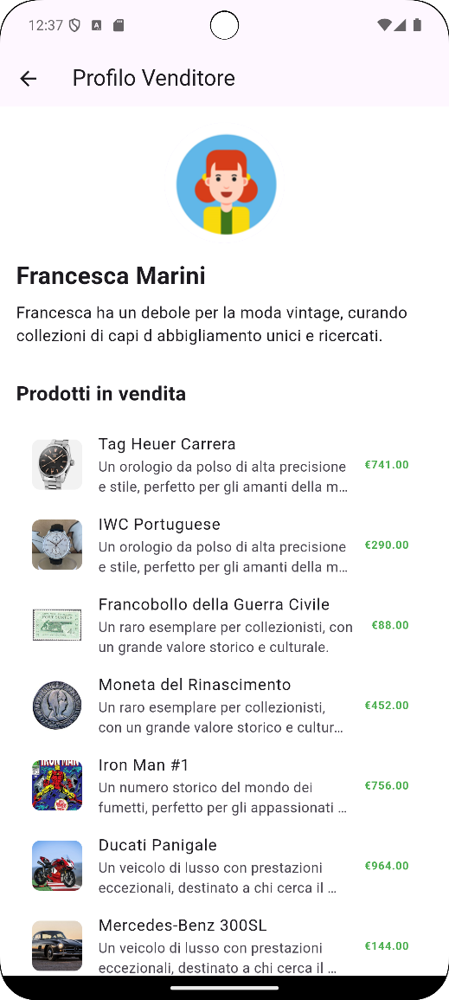 12:37
Profilo Venditore
Francesca Marini
Francesca ha un debole per la moda vintage, curando
collezioni di capi d abbigliamento unici e ricercati.
Prodotti in vendita
Tag Heuer Carrera
Un orologio da polso di alta precisione
e stile, perfetto per gli amanti della m…
€741.00
IWC Portuguese
Un orologio da polso di alta precisione
e stile, perfetto per gli amanti della m…
€290.00
Francobollo della Guerra Civile
Un raro esemplare per collezionisti, con
un grande valore storico e culturale.
€88.00
Moneta del Rinascimento
Un raro esemplare per collezionisti,
con un grande valore storico e cultur…
€452.00
IRON MAN
Iron Man #1
Un numero storico del mondo dei
fumetti, perfetto per gli appassionati …
€756.00
Ducati Panigale
Un veicolo di lusso con prestazioni
eccezionali, destinato a chi cerca il …
€964.00
Mercedes-Benz 300SL
Un veicolo di lusso con prestazioni
eccezionali, destinato a chi cerca il …
€144.00